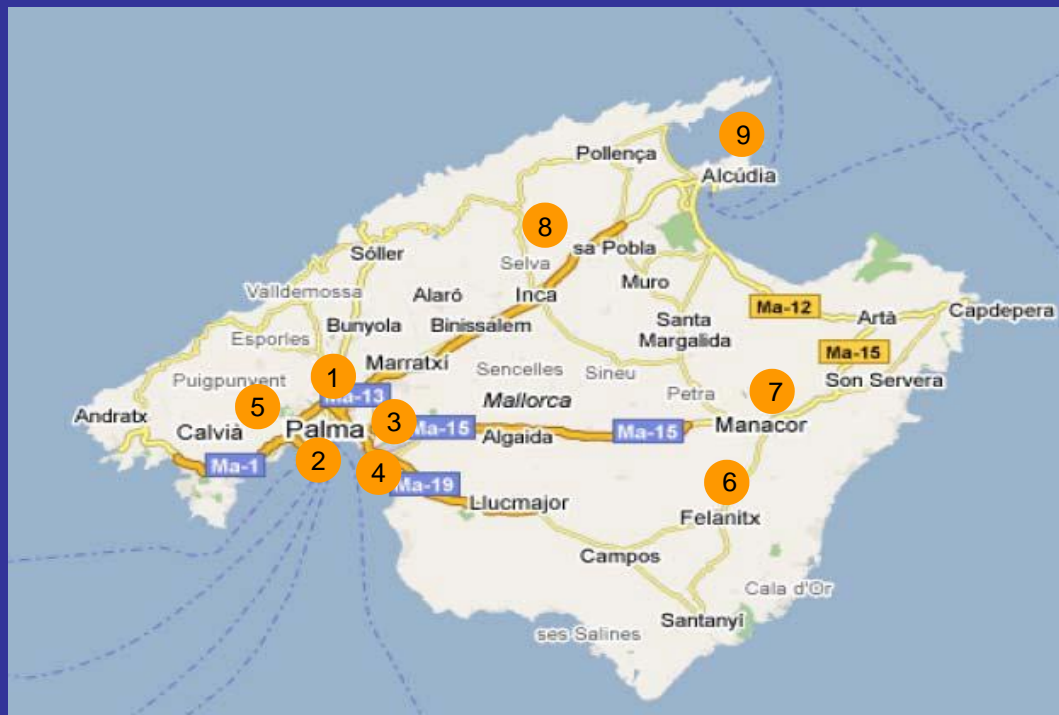 9
Pollença
Alcúdia
8
sa Pobla
Sóller
Selva
Muro
Valldemossa
Alaró
Inca
Ma-12
Capdepera
Bunyola
Binissalem
Santa
Margalida
Artà
Esporles
Ma-15
Marratxí
Sencelles
Sineu
Son Servera
Puigpunyent
1
Ma-13
Petra
7
Mallorca
5
Andratx
3
Calvià
Palma
Ma-15
Algaida
Ma-15
Manacor
2
Ma-1
4
Ma-19
6
Llucmajor
Felanitx
Campos
Cala d'Or
Santanyí
ses Salines